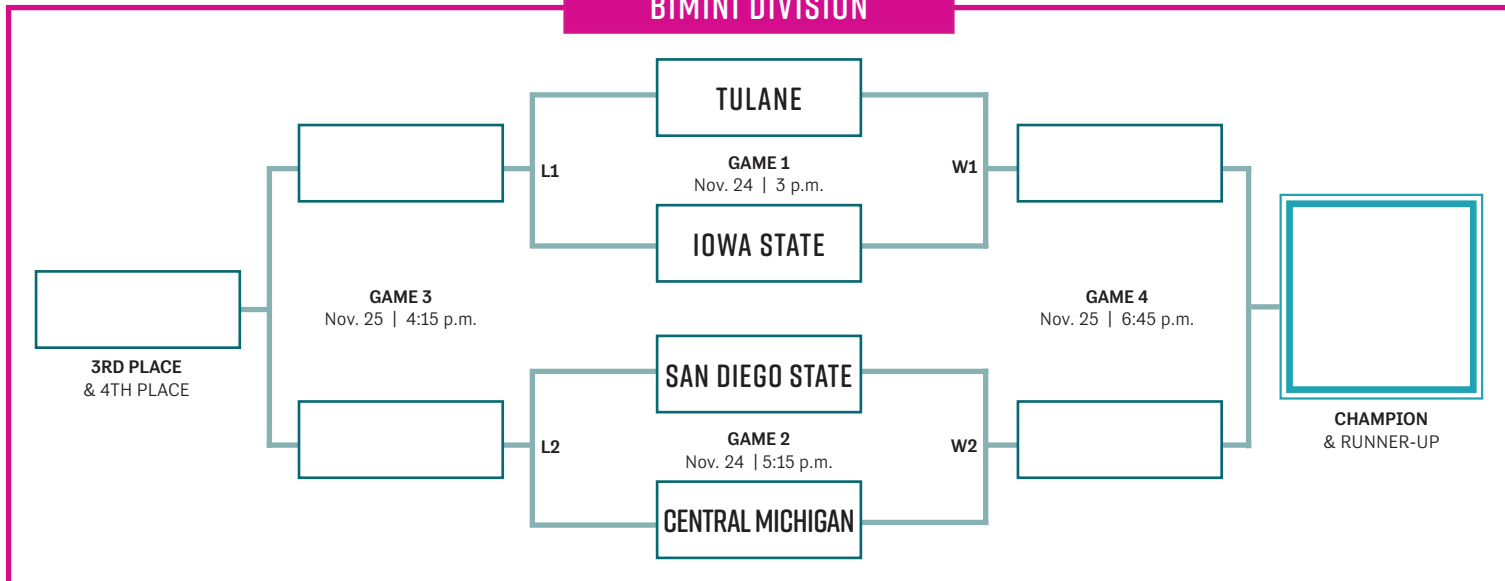 BIMINI DIVISION
TULANE
GAME 1
Nov. 24 | 3 p.m.
L1
W1
IOWA STATE
GAME 3
Nov. 25 | 4:15 p.m.
GAME 4
Nov. 25 | 6:45 p.m.
3RD PLACE
& 4TH PLACE
SAN DIEGO STATE
GAME 2
Nov. 24 | 5:15 p.m.
L2
W2
CENTRAL MICHIGAN
CHAMPION
& RUNNER-UP